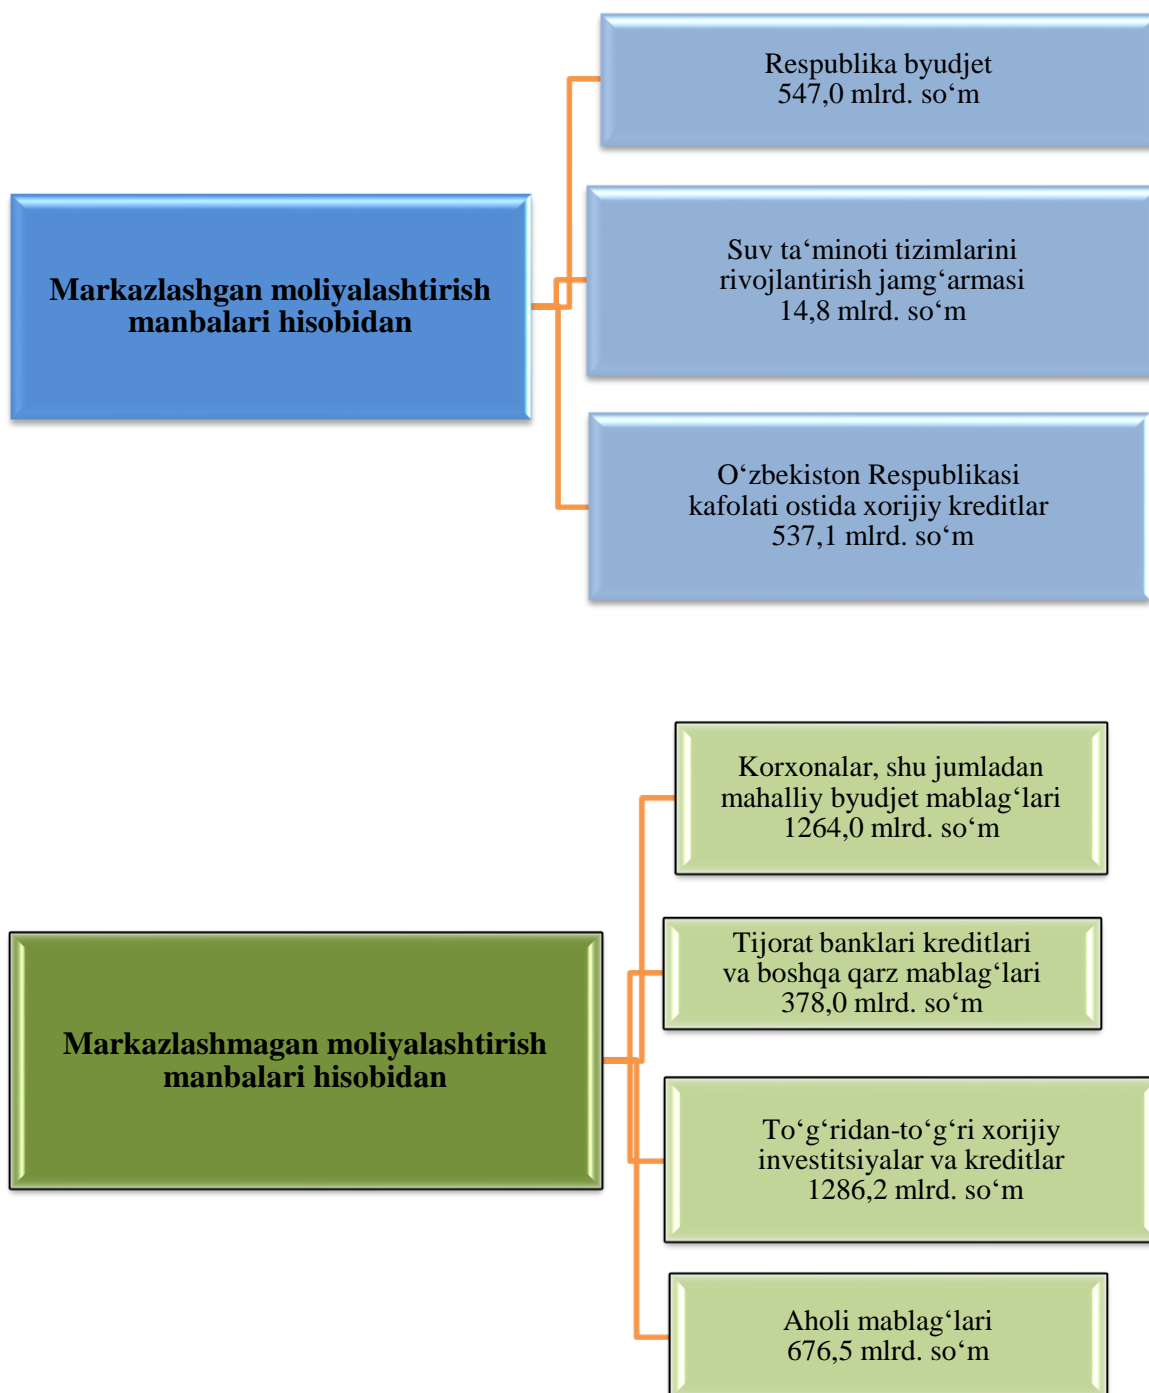 Respublika byudjet
547,0 mlrd. so‘m
Markazlashgan moliyalashtirish
manbalari hisobidan
Suv ta‘minoti tizimlarini
rivojlantirish jamg‘armasi
14,8 mlrd. so‘m
O‘zbekiston Respublikasi
kafolati ostida xorijiy kreditlar
537,1 mlrd. so‘m
Korxonalar, shu jumladan
mahalliy byudjet mablag‘lari
1264,0 mlrd. so‘m
Markazlashmagan moliyalashtirish
manbalari hisobidan
Tijorat banklari kreditlari
va boshqa qarz mablag‘lari
378,0 mlrd. so‘m
To‘g‘ridan-to‘g‘ri xorijiy
investitsiyalar va kreditlar
1286,2 mlrd. so‘m
Aholi mablag‘lari
676,5 mlrd. so‘m